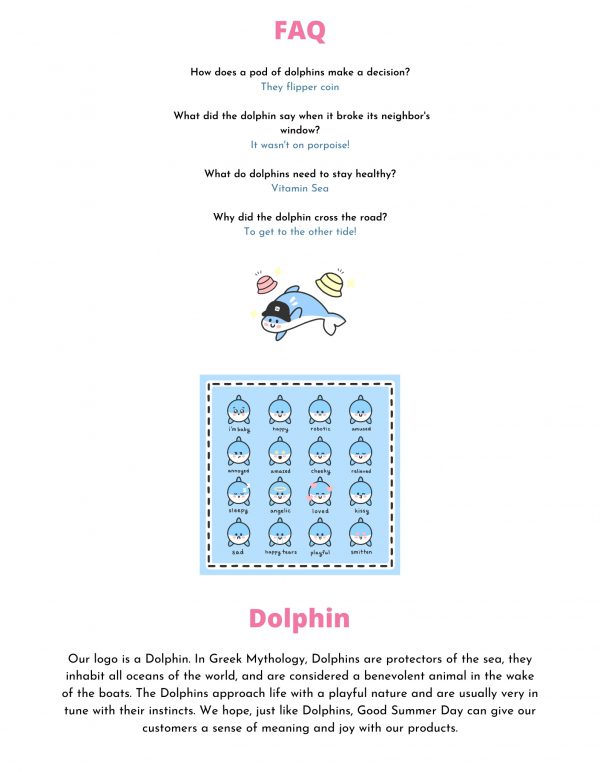 FAQ
How does a pod of dolphins make a decision?
They flipper coin
What did the dolphin say when it broke its neighbor's
window?
It wasn't on porpoise!
What do dolphins need to stay healthy?
Vitamin Sea
Why did the dolphin cross the road?
To get to the other tide!
i'm baby happy robotic amused
annoyed amazed cheeky relieved
sleepy angelic loved kissy
sad happy tears playful smitten
Dolphin
Our logo is a Dolphin. In Greek Mythology, Dolphins are protectors of the sea, they
inhabit all oceans of the world, and are considered a benevolent animal in the wake
of the boats. The Dolphins approach life with a playful nature and are usually very in
tune with their instincts. We hope, just like Dolphins, Good Summer Day can give our
customers a sense of meaning and joy with our products.